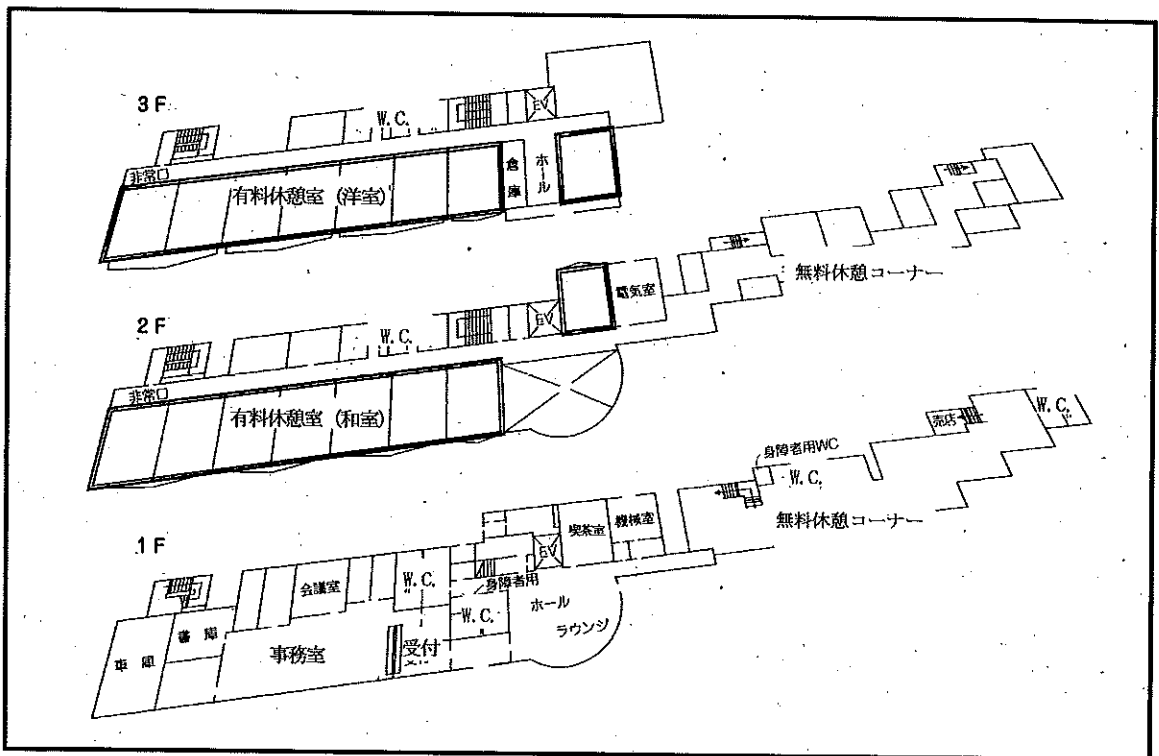 3F
W.C.
EV
非常口
有料休憩室 (洋室)
倉庫
ホール
2F
W.C.
EV
電気室
無料休憩コーナー
非常口
有料休憩室 (和室)
1F
会議室
W.C.
身障者用
W.C.
EV
喫茶室
機械室
身障者用WC
W.C.
売店
W.C.
無料休憩コーナー
ホール
ラウンジ
車庫
書庫
事務室
受付